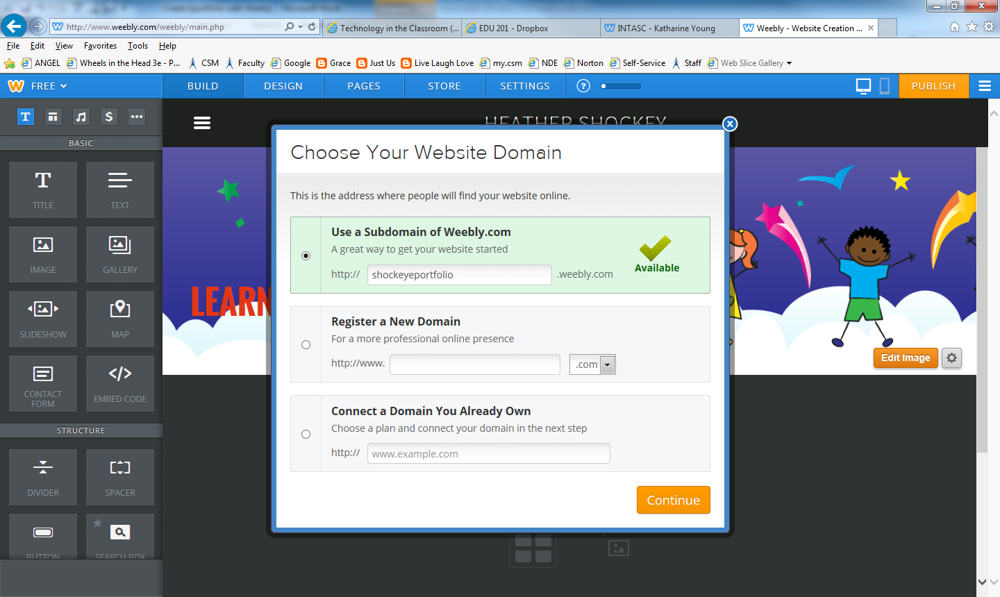 http://www.weebly.com/weebly/main.php
Technology in the Classroom (...
EDU 201 - Dropbox
INTASC - Katharine Young
Weebly - Website Creation ...
File Edit View Favorites Tools Help
ANGEL Wheels in the Head 3e - P... CSM Faculty Google Grace Just Us Live Laugh Love my.csm NDE Norton Self-Service Staff Web Slice Gallery
FREE BUILD DESIGN PAGES STORE SETTINGS ? PUBLISH
HEATHER SHOCKEY
BASIC
TITLE TEXT
IMAGE GALLERY
SLIDESHOW MAP
CONTACT FORM EMBED CODE
STRUCTURE
DIVIDER SPACER
BUTTON SEARCH BOX
LEARN
Edit Image
Choose Your Website Domain
This is the address where people will find your website online.
Use a Subdomain of Weebly.com
A great way to get your website started
http:// shockeyeportfolio .weebly.com
Available
Register a New Domain
For a more professional online presence
http://www. .com
Connect a Domain You Already Own
Choose a plan and connect your domain in the next step
http:// www.example.com
Continue